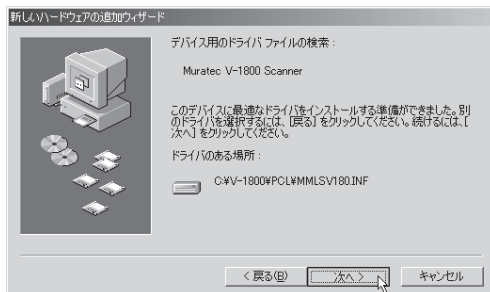 新しいハードウェアの追加ウィザード
デバイス用のドライバ ファイルの検索 :
Muratec V-1800 Scanner
このデバイスに最適なドライバをインストールする準備ができました。別
のドライバを選択するには、[戻る] をクリックしてください。続けるには、[
次へ] をクリックしてください。
ドライバのある場所 :
C:¥V-1800¥PCL¥MMLSV180.INF
< 戻る(B)
次へ >
キャンセル